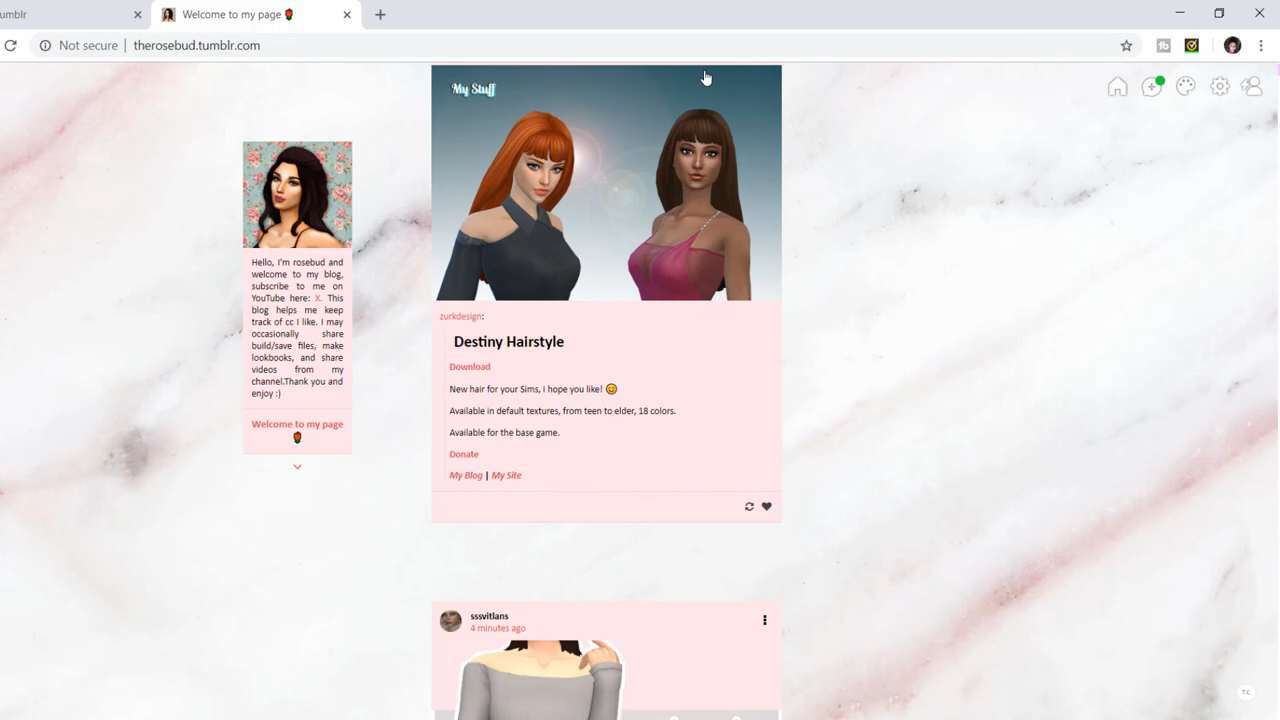 umblr
Welcome to my page 🌹
Not secure
therosebud.tumblr.com
My Stuff
Hello, I'm rosebud and
welcome to my blog,
subscribe to me on
YouTube here: X. This
blog helps me keep
track of cc I like. I may
occasionally share
build/save files, make
lookbooks, and share
videos from my
channel.Thank you and
enjoy :)
Welcome to my page
🌹
zurkdesign:
Destiny Hairstyle
Download
New hair for your Sims, I hope you like! 😄
Available in default textures, from teen to elder, 18 colors.
Available for the base game.
Donate
My Blog | My Site
sssvitlans
4 minutes ago
TC